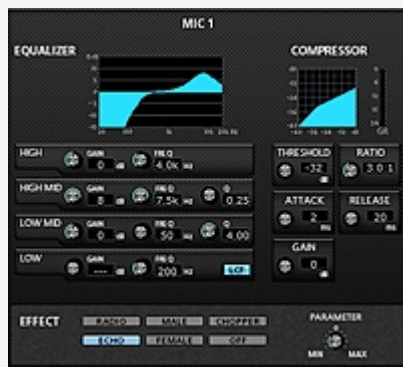 MIC 1
EQUALIZER
COMPRESSOR
HIGH GAIN 0 dB FREQ 4.0k Hz
THRESHOLD -32 dB
RATIO 3.0:1
HIGH MID GAIN 8 dB FREQ 7.5k Hz Q 0.25
ATTACK 2 ms
RELEASE 20 ms
LOW MID GAIN 0 dB FREQ 50 Hz Q 4.00
GAIN 0 dB
LOW GAIN --- dB FREQ 200 Hz LCF
EFFECT
RADIO MALE CHOPPER
ECHO FEMALE OFF
PARAMETER
MIN MAX
GR